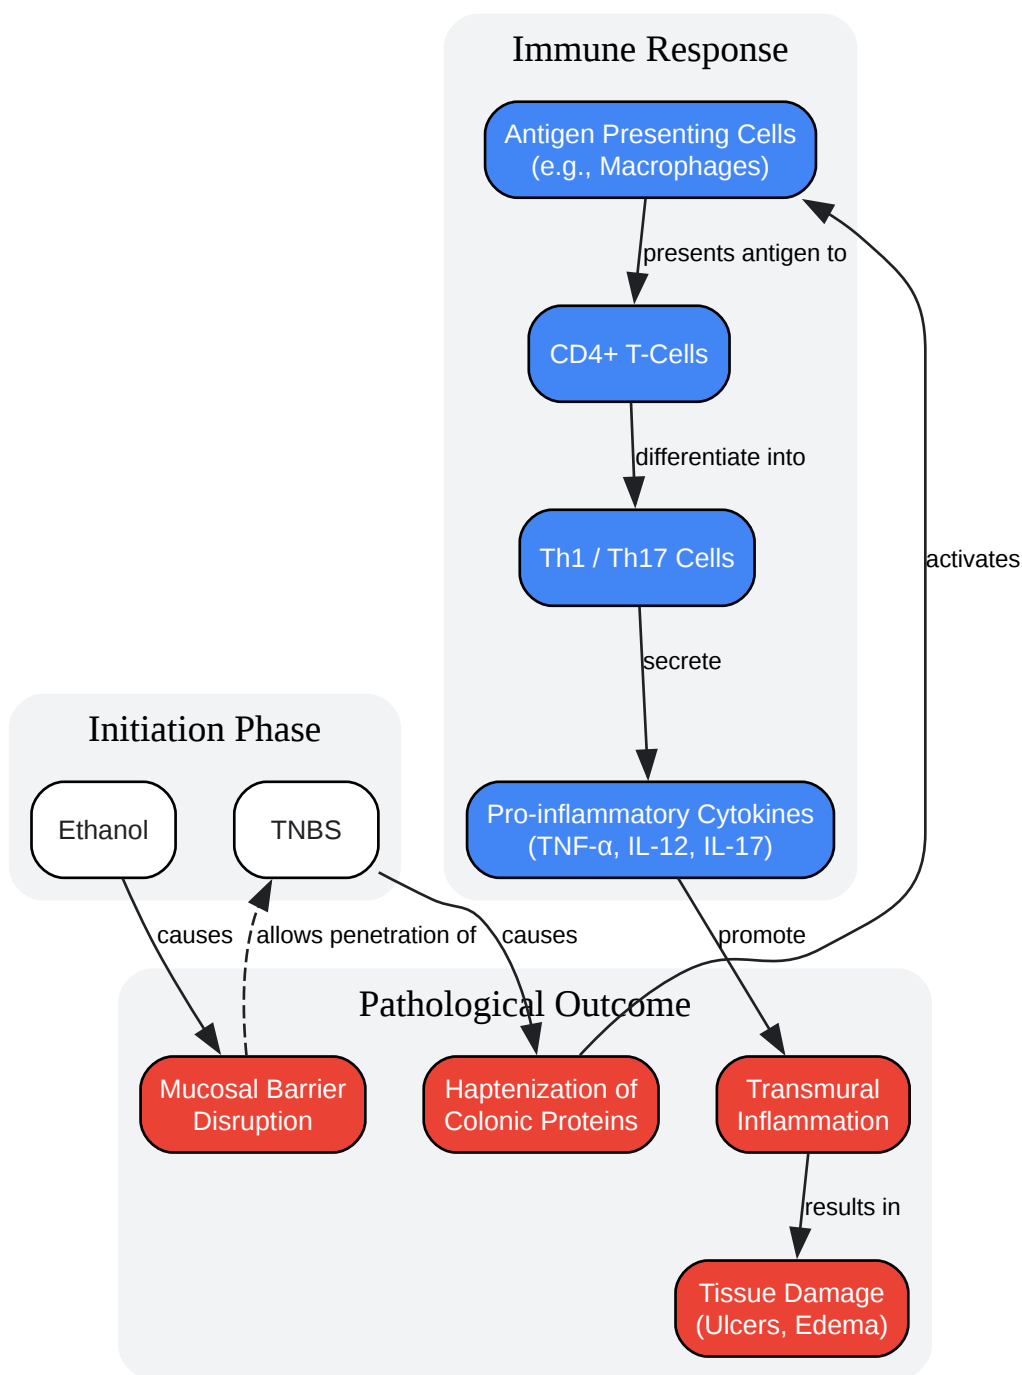 Immune Response
Antigen Presenting Cells
(e.g., Macrophages)
presents antigen to
CD4+ T-Cells
differentiate into
Th1 / Th17 Cells
activates
secrete
Initiation Phase
Ethanol
TNBS
Pro-inflammatory Cytokines
(TNF-α, IL-12, IL-17)
causes
allows penetration of
causes
promote
Pathological Outcome
Mucosal Barrier
Disruption
Haptenization of
Colonic Proteins
Transmural
Inflammation
results in
Tissue Damage
(Ulcers, Edema)